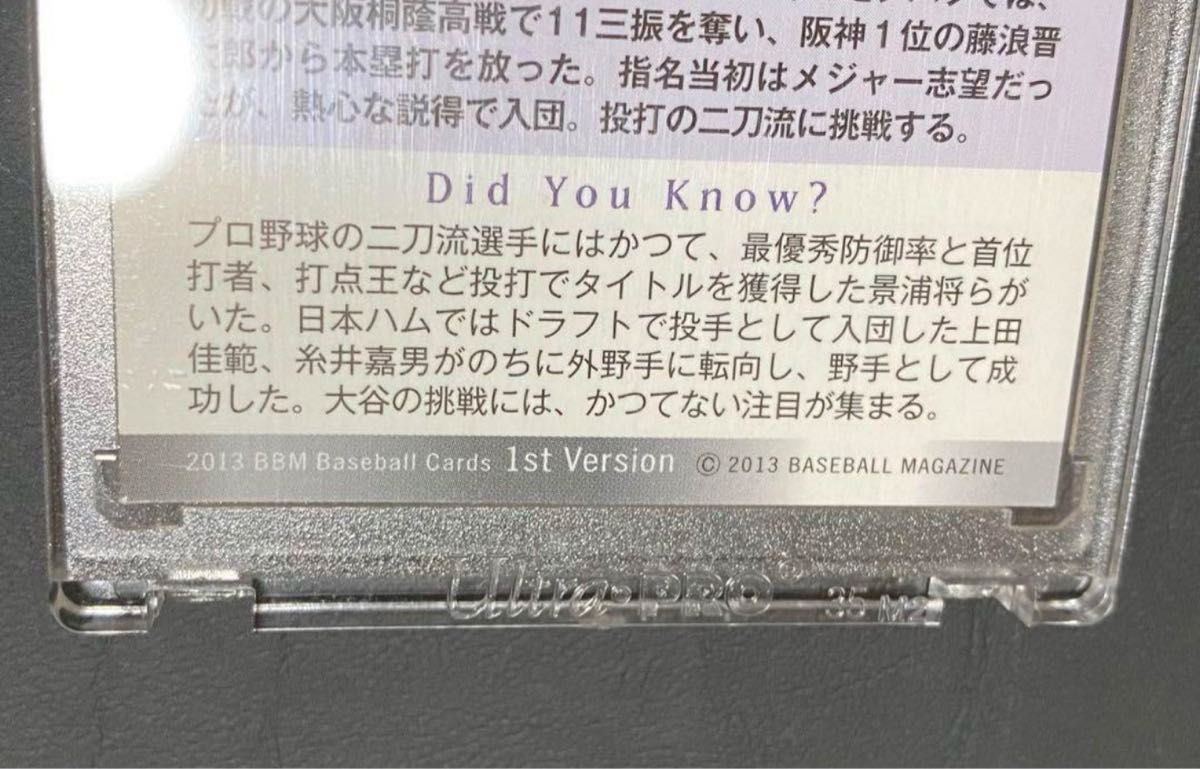 戦の大阪桐蔭高戦で11三振を奪い、阪神1位の藤浪晋
郎から本塁打を放った。指名当初はメジャー志望だっ
が、熱心な説得で入団。投打の二刀流に挑戦する。
Did You Know?
プロ野球の二刀流選手にはかつて、最優秀防御率と首位
打者、打点王など投打でタイトルを獲得した景浦将らが
いた。日本ハムではドラフトで投手として入団した上田
佳範、糸井嘉男がのちに外野手に転向し、野手として成
功した。大谷の挑戦には、かつてない注目が集まる。
2013 BBM Baseball Cards 1st Version © 2013 BASEBALL MAGAZINE
Ultra·PRO® 35